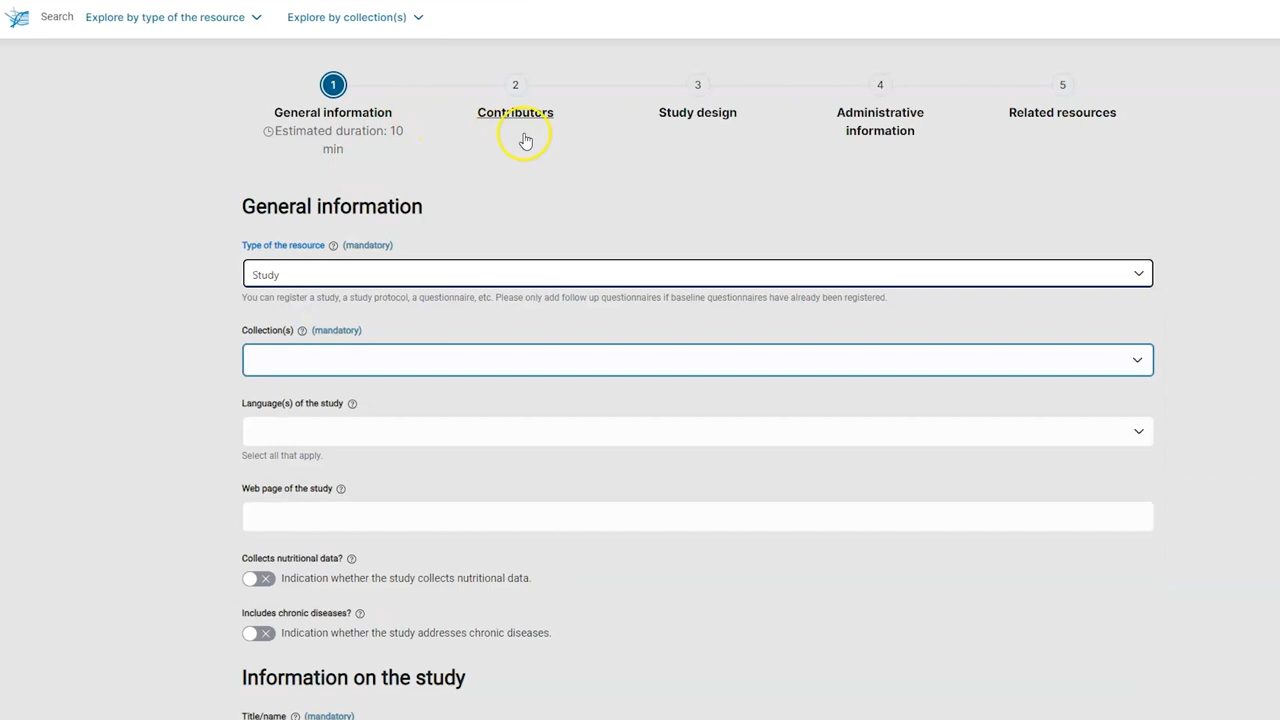 Search Explore by type of the resource Explore by collection(s)
1 2 3 4 5
General information Contributors Study design Administrative information Related resources
Estimated duration: 10 min
General information
Type of the resource (mandatory)
Study
You can register a study, a study protocol, a questionnaire, etc. Please only add follow up questionnaires if baseline questionnaires have already been registered.
Collection(s) (mandatory)
Language(s) of the study
Select all that apply.
Web page of the study
Collects nutritional data?
Indication whether the study collects nutritional data.
Includes chronic diseases?
Indication whether the study addresses chronic diseases.
Information on the study
Title/name (mandatory)